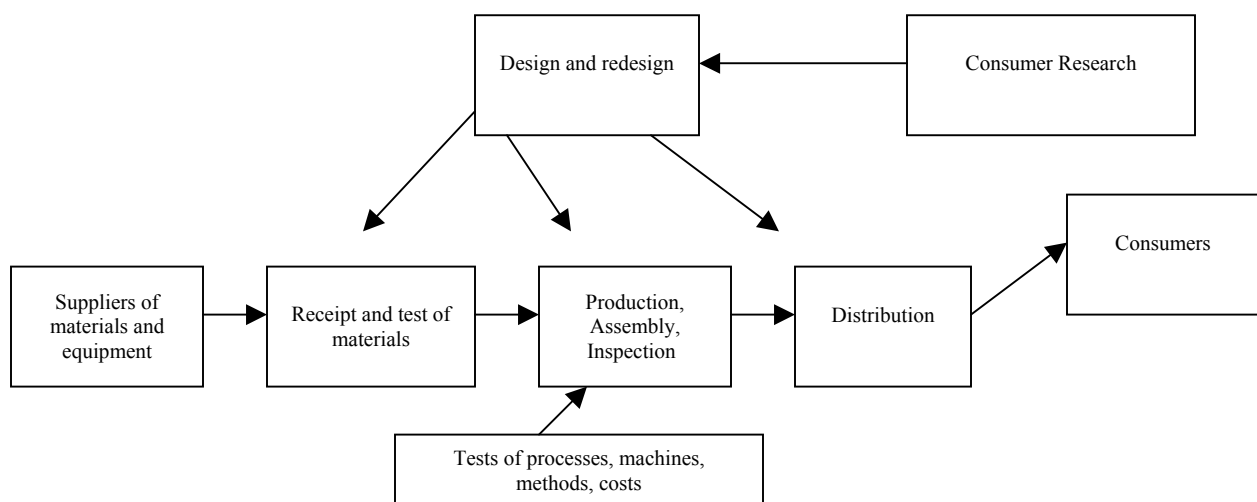 Design and redesign
Consumer Research
Consumers
Suppliers of
materials and
equipment
Receipt and test of
materials
Production,
Assembly,
Inspection
Distribution
Tests of processes, machines,
methods, costs